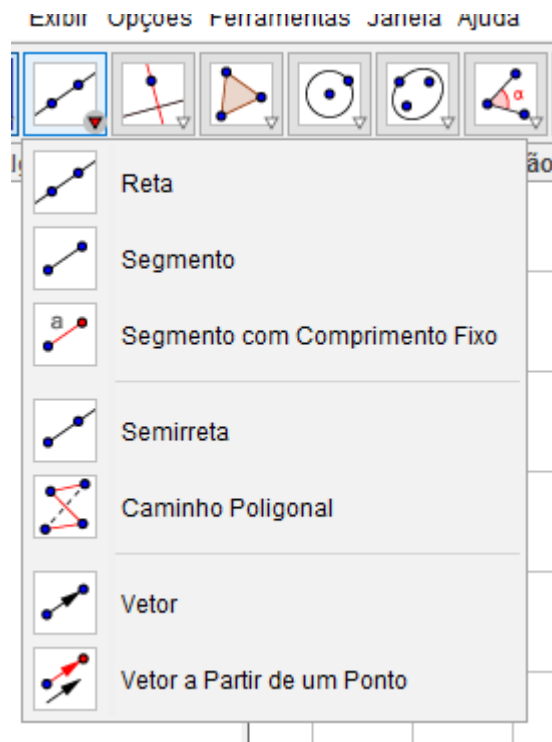 Exibir Opções Ferramentas Janela Ajuda
α
ão
Reta
Segmento
a
Segmento com Comprimento Fixo
Semirreta
Caminho Poligonal
Vetor
Vetor a Partir de um Ponto